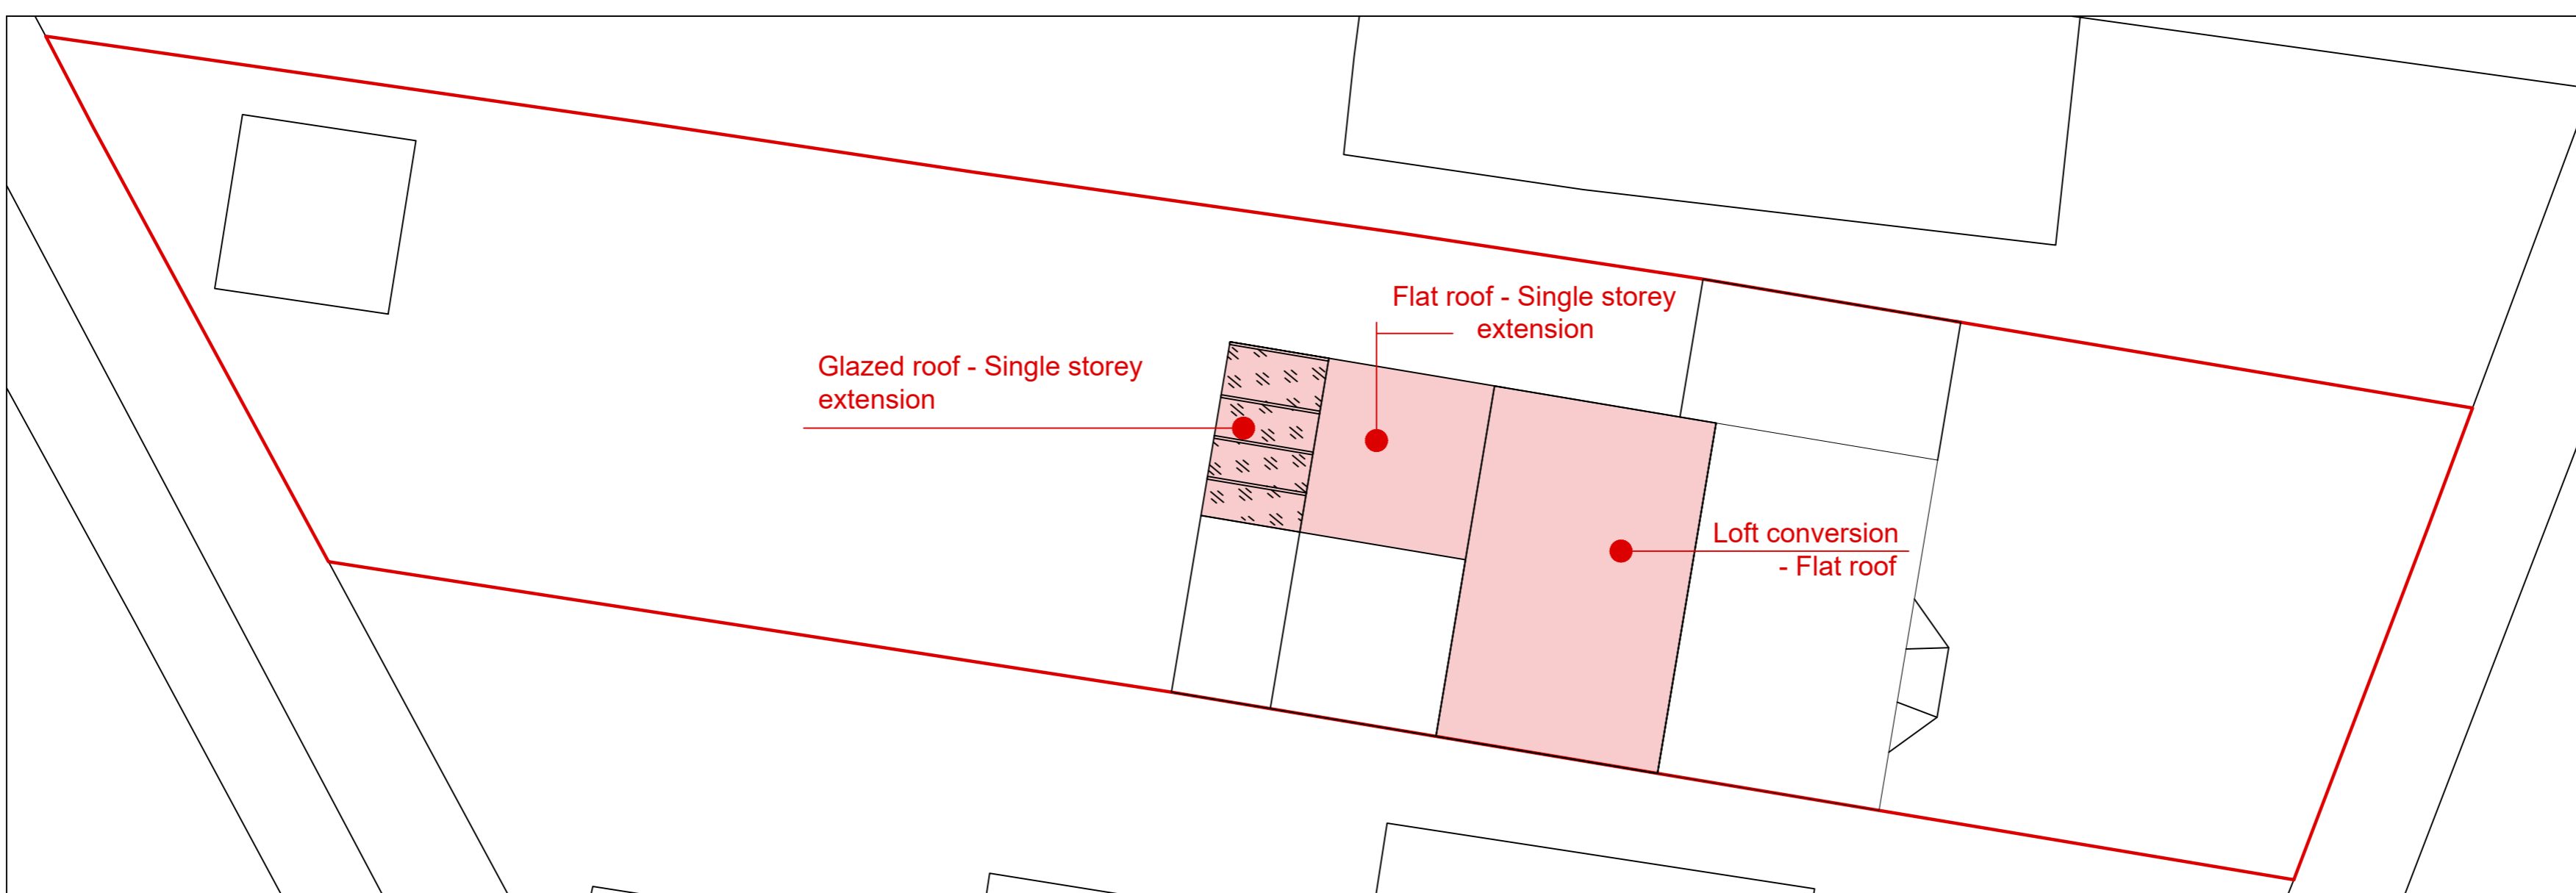 Flat roof - Single storey
extension
Glazed roof - Single storey
extension
Loft conversion
- Flat roof